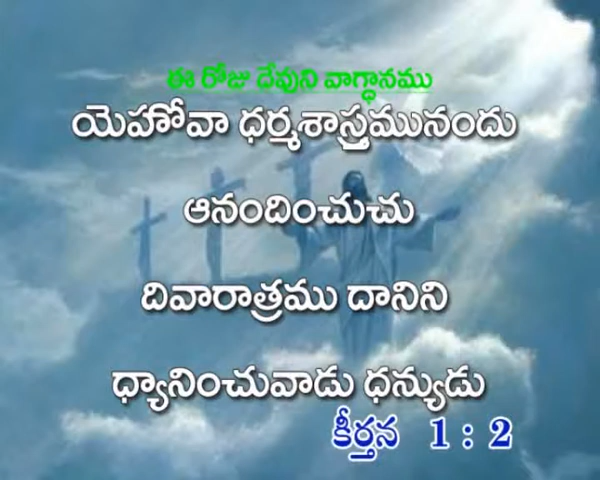 ఈ రోజు దేవుని వాగ్ధానము
యెహోవా ధర్మశాస్త్రమునందు
ఆనందించుచు
దివారాత్రము దానిని
ధ్యానించువాడు ధన్యుడు
కీర్తన 1 : 2